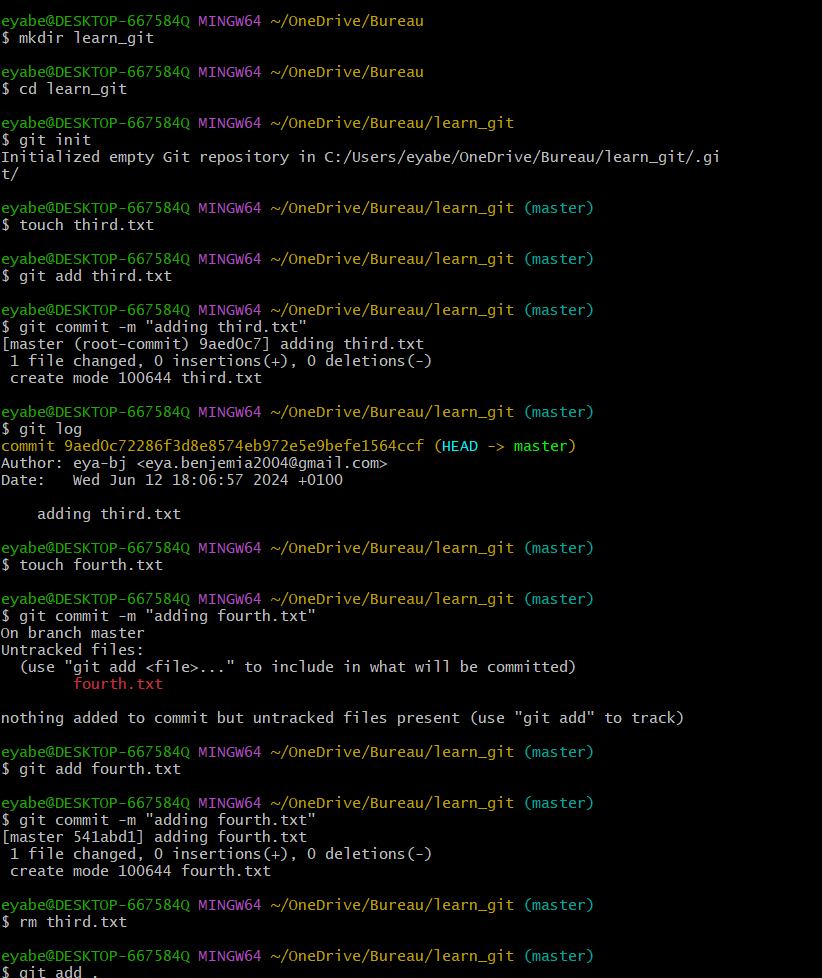 eyabe@DESKTOP-667584Q MINGW64 ~/OneDrive/Bureau
$ mkdir learn_git
eyabe@DESKTOP-667584Q MINGW64 ~/OneDrive/Bureau
$ cd learn_git
eyabe@DESKTOP-667584Q MINGW64 ~/OneDrive/Bureau/learn_git
$ git init
Initialized empty Git repository in C:/Users/eyabe/OneDrive/Bureau/learn_git/.gi
t/
eyabe@DESKTOP-667584Q MINGW64 ~/OneDrive/Bureau/learn_git (master)
$ touch third.txt
eyabe@DESKTOP-667584Q MINGW64 ~/OneDrive/Bureau/learn_git (master)
$ git add third.txt
eyabe@DESKTOP-667584Q MINGW64 ~/OneDrive/Bureau/learn_git (master)
$ git commit -m "adding third.txt"
[master (root-commit) 9aed0c7] adding third.txt
 1 file changed, 0 insertions(+), 0 deletions(-)
 create mode 100644 third.txt
eyabe@DESKTOP-667584Q MINGW64 ~/OneDrive/Bureau/learn_git (master)
$ git log
commit 9aed0c72286f3d8e8574eb972e5e9befe1564ccf (HEAD -> master)
Author: eya-bj <eya.benjemia2004@gmail.com>
Date:   Wed Jun 12 18:06:57 2024 +0100
    adding third.txt
eyabe@DESKTOP-667584Q MINGW64 ~/OneDrive/Bureau/learn_git (master)
$ touch fourth.txt
eyabe@DESKTOP-667584Q MINGW64 ~/OneDrive/Bureau/learn_git (master)
$ git commit -m "adding fourth.txt"
On branch master
Untracked files:
  (use "git add <file>..." to include in what will be committed)
        fourth.txt
nothing added to commit but untracked files present (use "git add" to track)
eyabe@DESKTOP-667584Q MINGW64 ~/OneDrive/Bureau/learn_git (master)
$ git add fourth.txt
eyabe@DESKTOP-667584Q MINGW64 ~/OneDrive/Bureau/learn_git (master)
$ git commit -m "adding fourth.txt"
[master 541abd1] adding fourth.txt
 1 file changed, 0 insertions(+), 0 deletions(-)
 create mode 100644 fourth.txt
eyabe@DESKTOP-667584Q MINGW64 ~/OneDrive/Bureau/learn_git (master)
$ rm third.txt
eyabe@DESKTOP-667584Q MINGW64 ~/OneDrive/Bureau/learn_git (master)
$ git add .